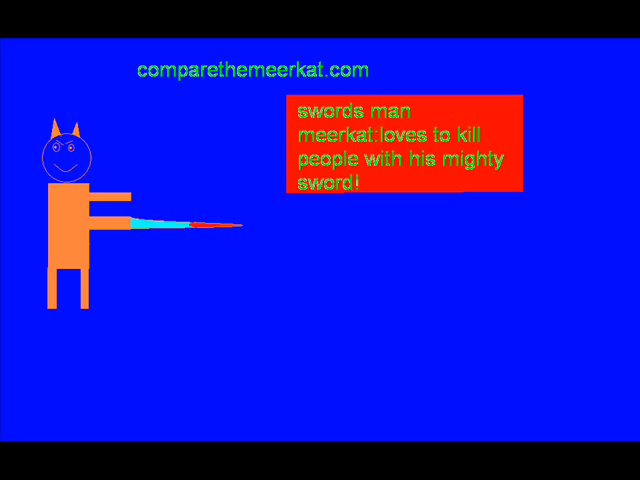 comparethemeerkat.com
swords man
meerkat:loves to kill
people with his mighty
sword!